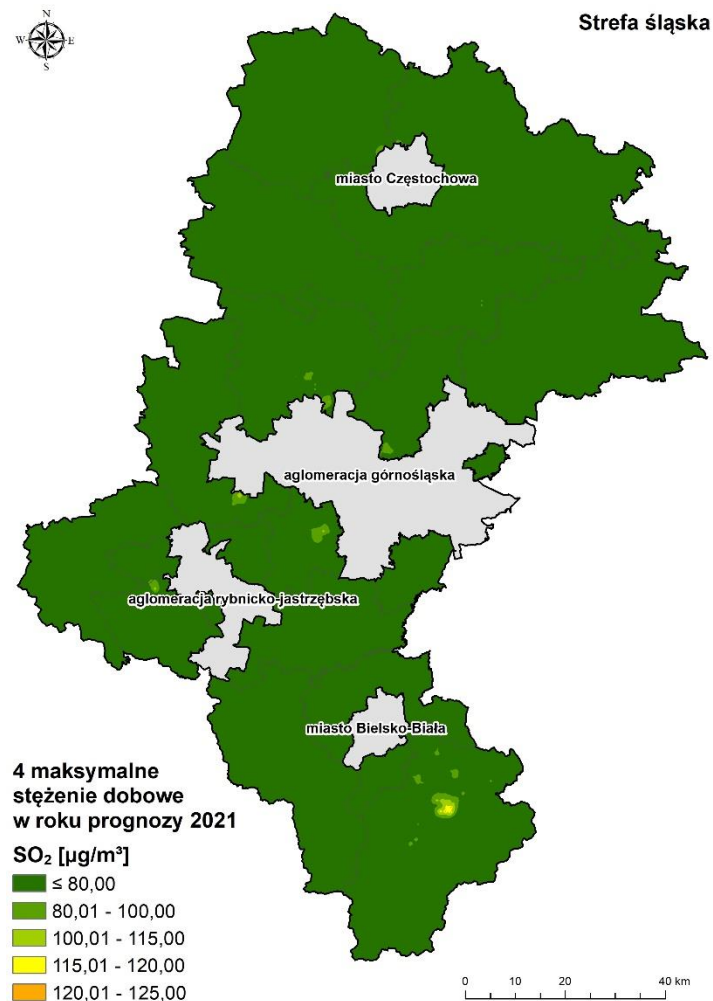 Strefa śląska
N
W
E
S
miasto Częstochowa
aglomeracja górnośląska
aglomeracja rybnicko-jastrzębska
miasto Bielsko-Biała
4 maksymalne
stężenie dobowe
w roku prognozy 2021
SO₂ [µg/m³]
≤ 80,00
80,01 - 100,00
100,01 - 115,00
115,01 - 120,00
120,01 - 125,00
0 10 20 40 km